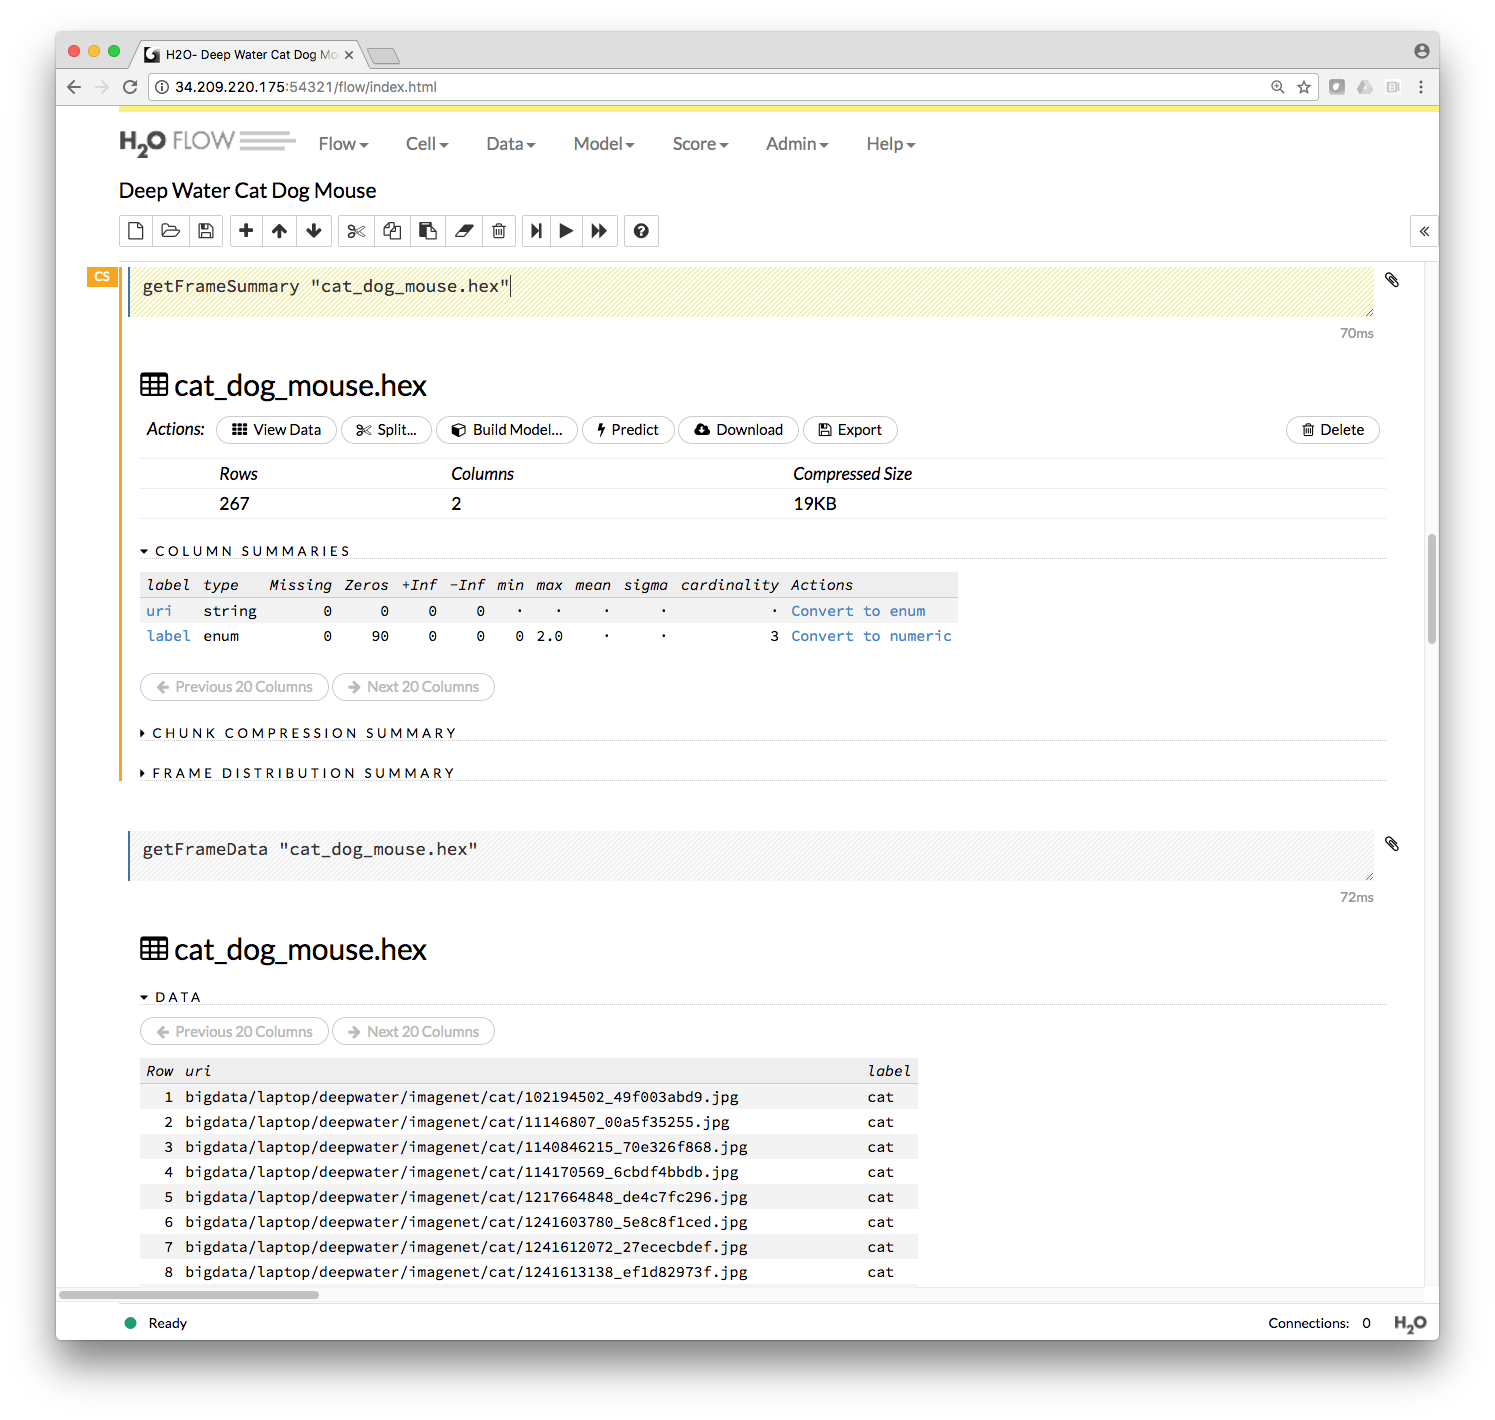 H2O- Deep Water Cat Dog Mo
34.209.220.175:54321/flow/index.html
H2O FLOW Flow Cell Data Model Score Admin Help
Deep Water Cat Dog Mouse
CS
getFrameSummary "cat_dog_mouse.hex"
70ms
cat_dog_mouse.hex
Actions: View Data Split... Build Model... Predict Download Export Delete
Rows Columns Compressed Size
267 2 19KB
COLUMN SUMMARIES
label type Missing Zeros +Inf -Inf min max mean sigma cardinality Actions
uri string 0 0 0 0 · · · · · Convert to enum
label enum 0 90 0 0 0 2.0 · · 3 Convert to numeric
Previous 20 Columns Next 20 Columns
CHUNK COMPRESSION SUMMARY
FRAME DISTRIBUTION SUMMARY
getFrameData "cat_dog_mouse.hex"
72ms
cat_dog_mouse.hex
DATA
Previous 20 Columns Next 20 Columns
Row uri label
1 bigdata/laptop/deepwater/imagenet/cat/102194502_49f003abd9.jpg cat
2 bigdata/laptop/deepwater/imagenet/cat/11146807_00a5f35255.jpg cat
3 bigdata/laptop/deepwater/imagenet/cat/1140846215_70e326f868.jpg cat
4 bigdata/laptop/deepwater/imagenet/cat/114170569_6cbdf4bbdb.jpg cat
5 bigdata/laptop/deepwater/imagenet/cat/1217664848_de4c7fc296.jpg cat
6 bigdata/laptop/deepwater/imagenet/cat/1241603780_5e8c8f1ced.jpg cat
7 bigdata/laptop/deepwater/imagenet/cat/1241612072_27ececbdef.jpg cat
8 bigdata/laptop/deepwater/imagenet/cat/1241613138_ef1d82973f.jpg cat
Ready Connections: 0 H2O